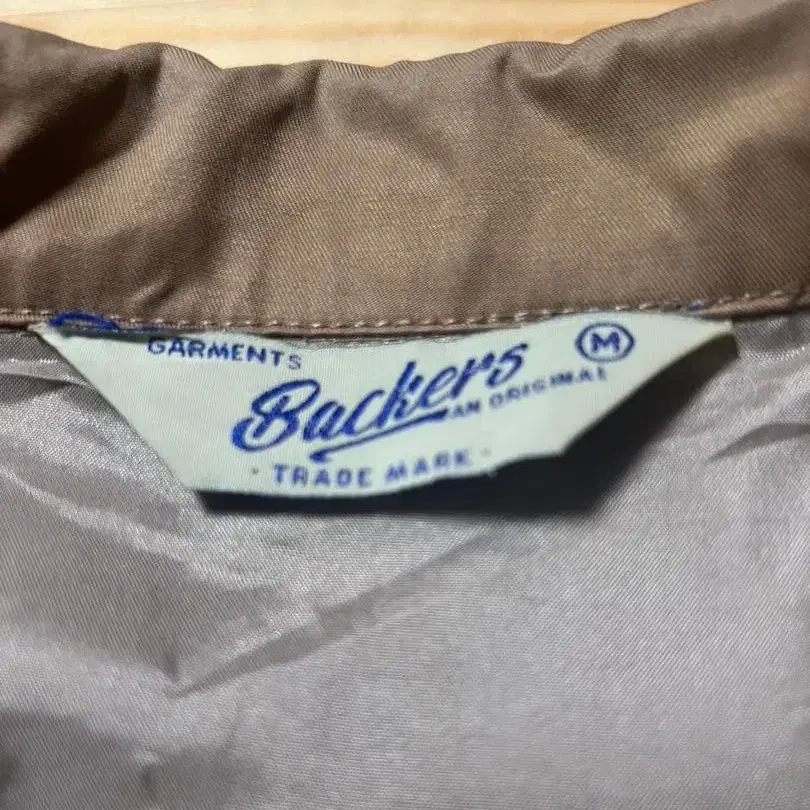 GARMENTS
M
Backers
AN ORIGINAL
· TRADE MARK ·